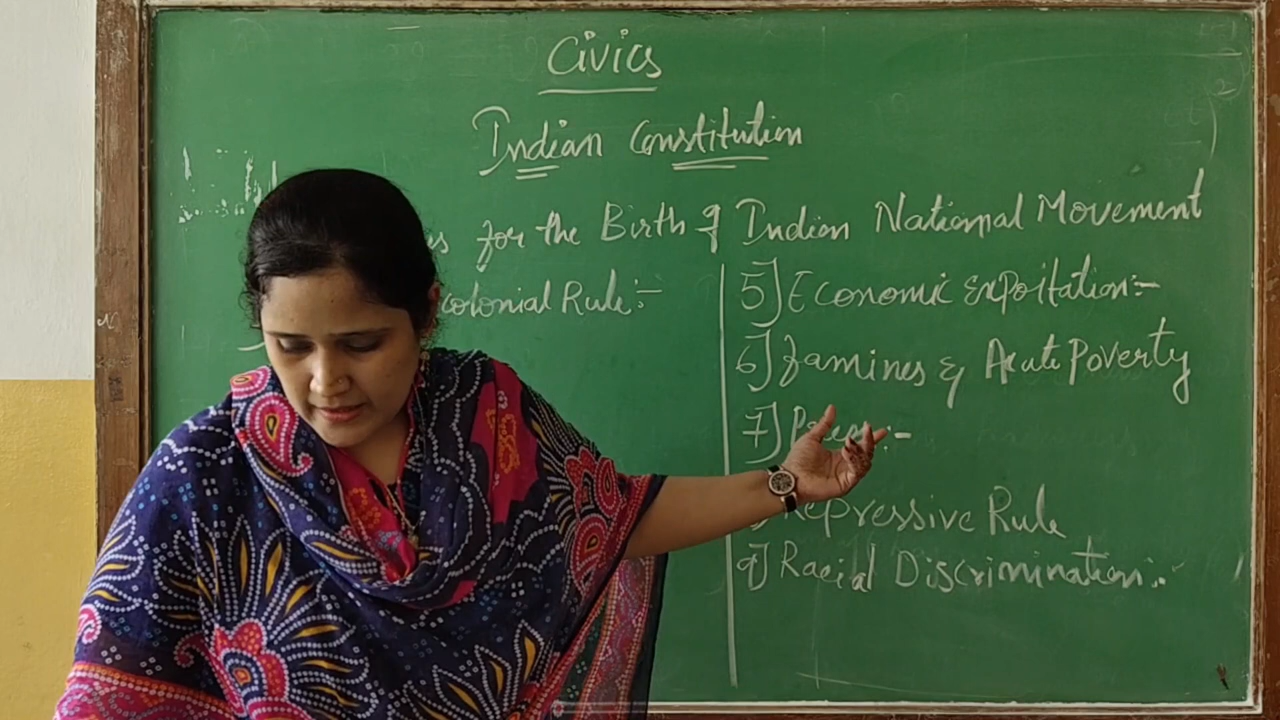 Civics
Indian Constitution
for the Birth of Indian National Movement
colonial Rule:-
5] Economic Expoitation:-
6] Famines & Acute Poverty
7]
Repressive Rule
9] Racial Discrimination:-